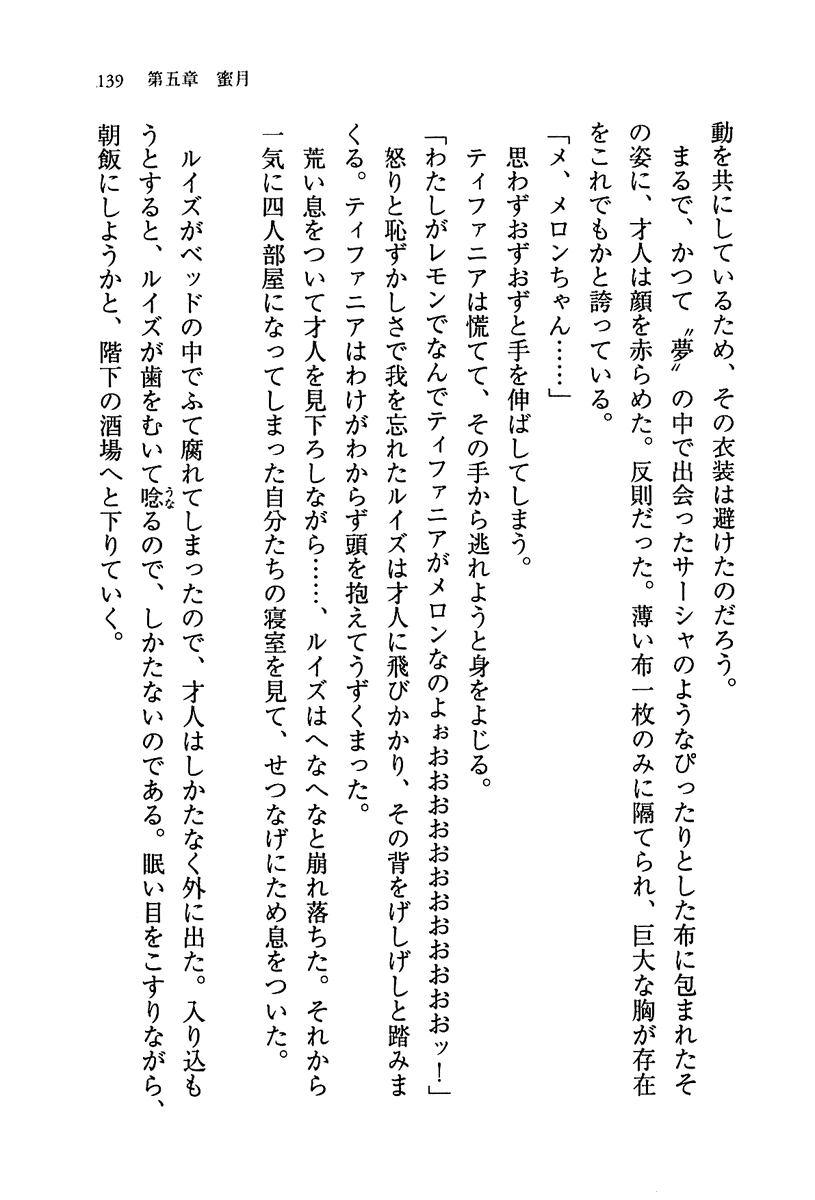 139　第五章　蜜月
動を共にしているため、その衣装は避けたのだろう。
　まるで、かつて〝夢〟の中で出会ったサーシャのようなぴったりとした布に包まれたそ
の姿に、才人は顔を赤らめた。反則だった。薄い布一枚のみに隔てられ、巨大な胸が存在
をこれでもかと誇っている。
「メ、メロンちゃん……」
　思わずおずおずと手を伸ばしてしまう。
　ティファニアは慌てて、その手から逃れようと身をよじる。
「わたしがレモンでなんでティファニアがメロンなのよぉおおおおおおおおおおおおッ！」
　怒りと恥ずかしさで我を忘れたルイズは才人に飛びかかり、その背をげしげしと踏みま
くる。ティファニアはわけがわからず頭を抱えてうずくまった。
　荒い息をついて才人を見下ろしながら……、ルイズはへなへなと崩れ落ちた。それから
一気に四人部屋になってしまった自分たちの寝室を見て、せつなげにため息をついた。
　ルイズがベッドの中でふて腐れてしまったので、才人はしかたなく外に出た。入り込も
うとすると、ルイズが歯をむいて唸うなるので、しかたないのである。眠い目をこすりながら、
朝飯にしようかと、階下の酒場へと下りていく。